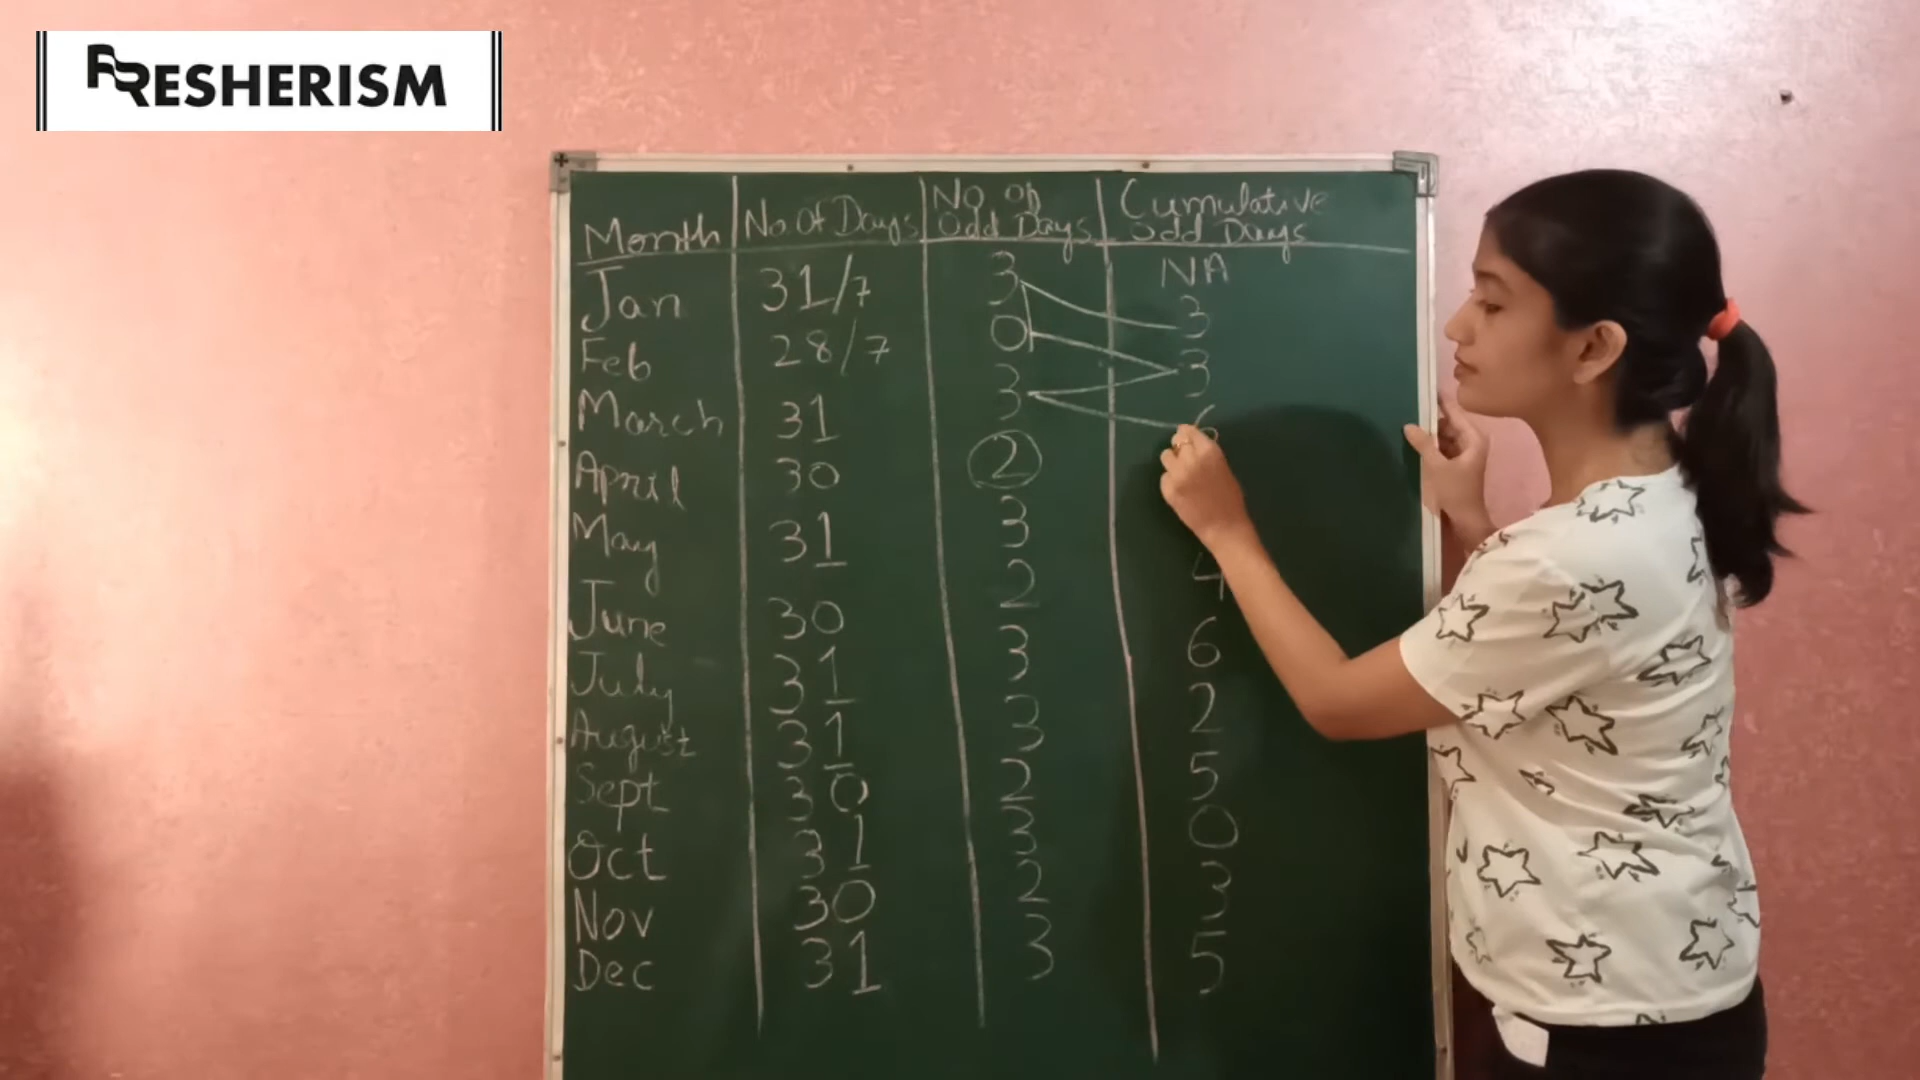 FRESHERISM
Month No of Days No. of Odd Days Cumulative Odd Days
Jan 31/7 3 NA
Feb 28/7 0 3
March 31 3 3
April 30 2 6
May 31 3
June 30 2 4
July 31 3 6
August 31 3 2
Sept 30 2 5
Oct 31 3 0
Nov 30 2 3
Dec 31 3 5